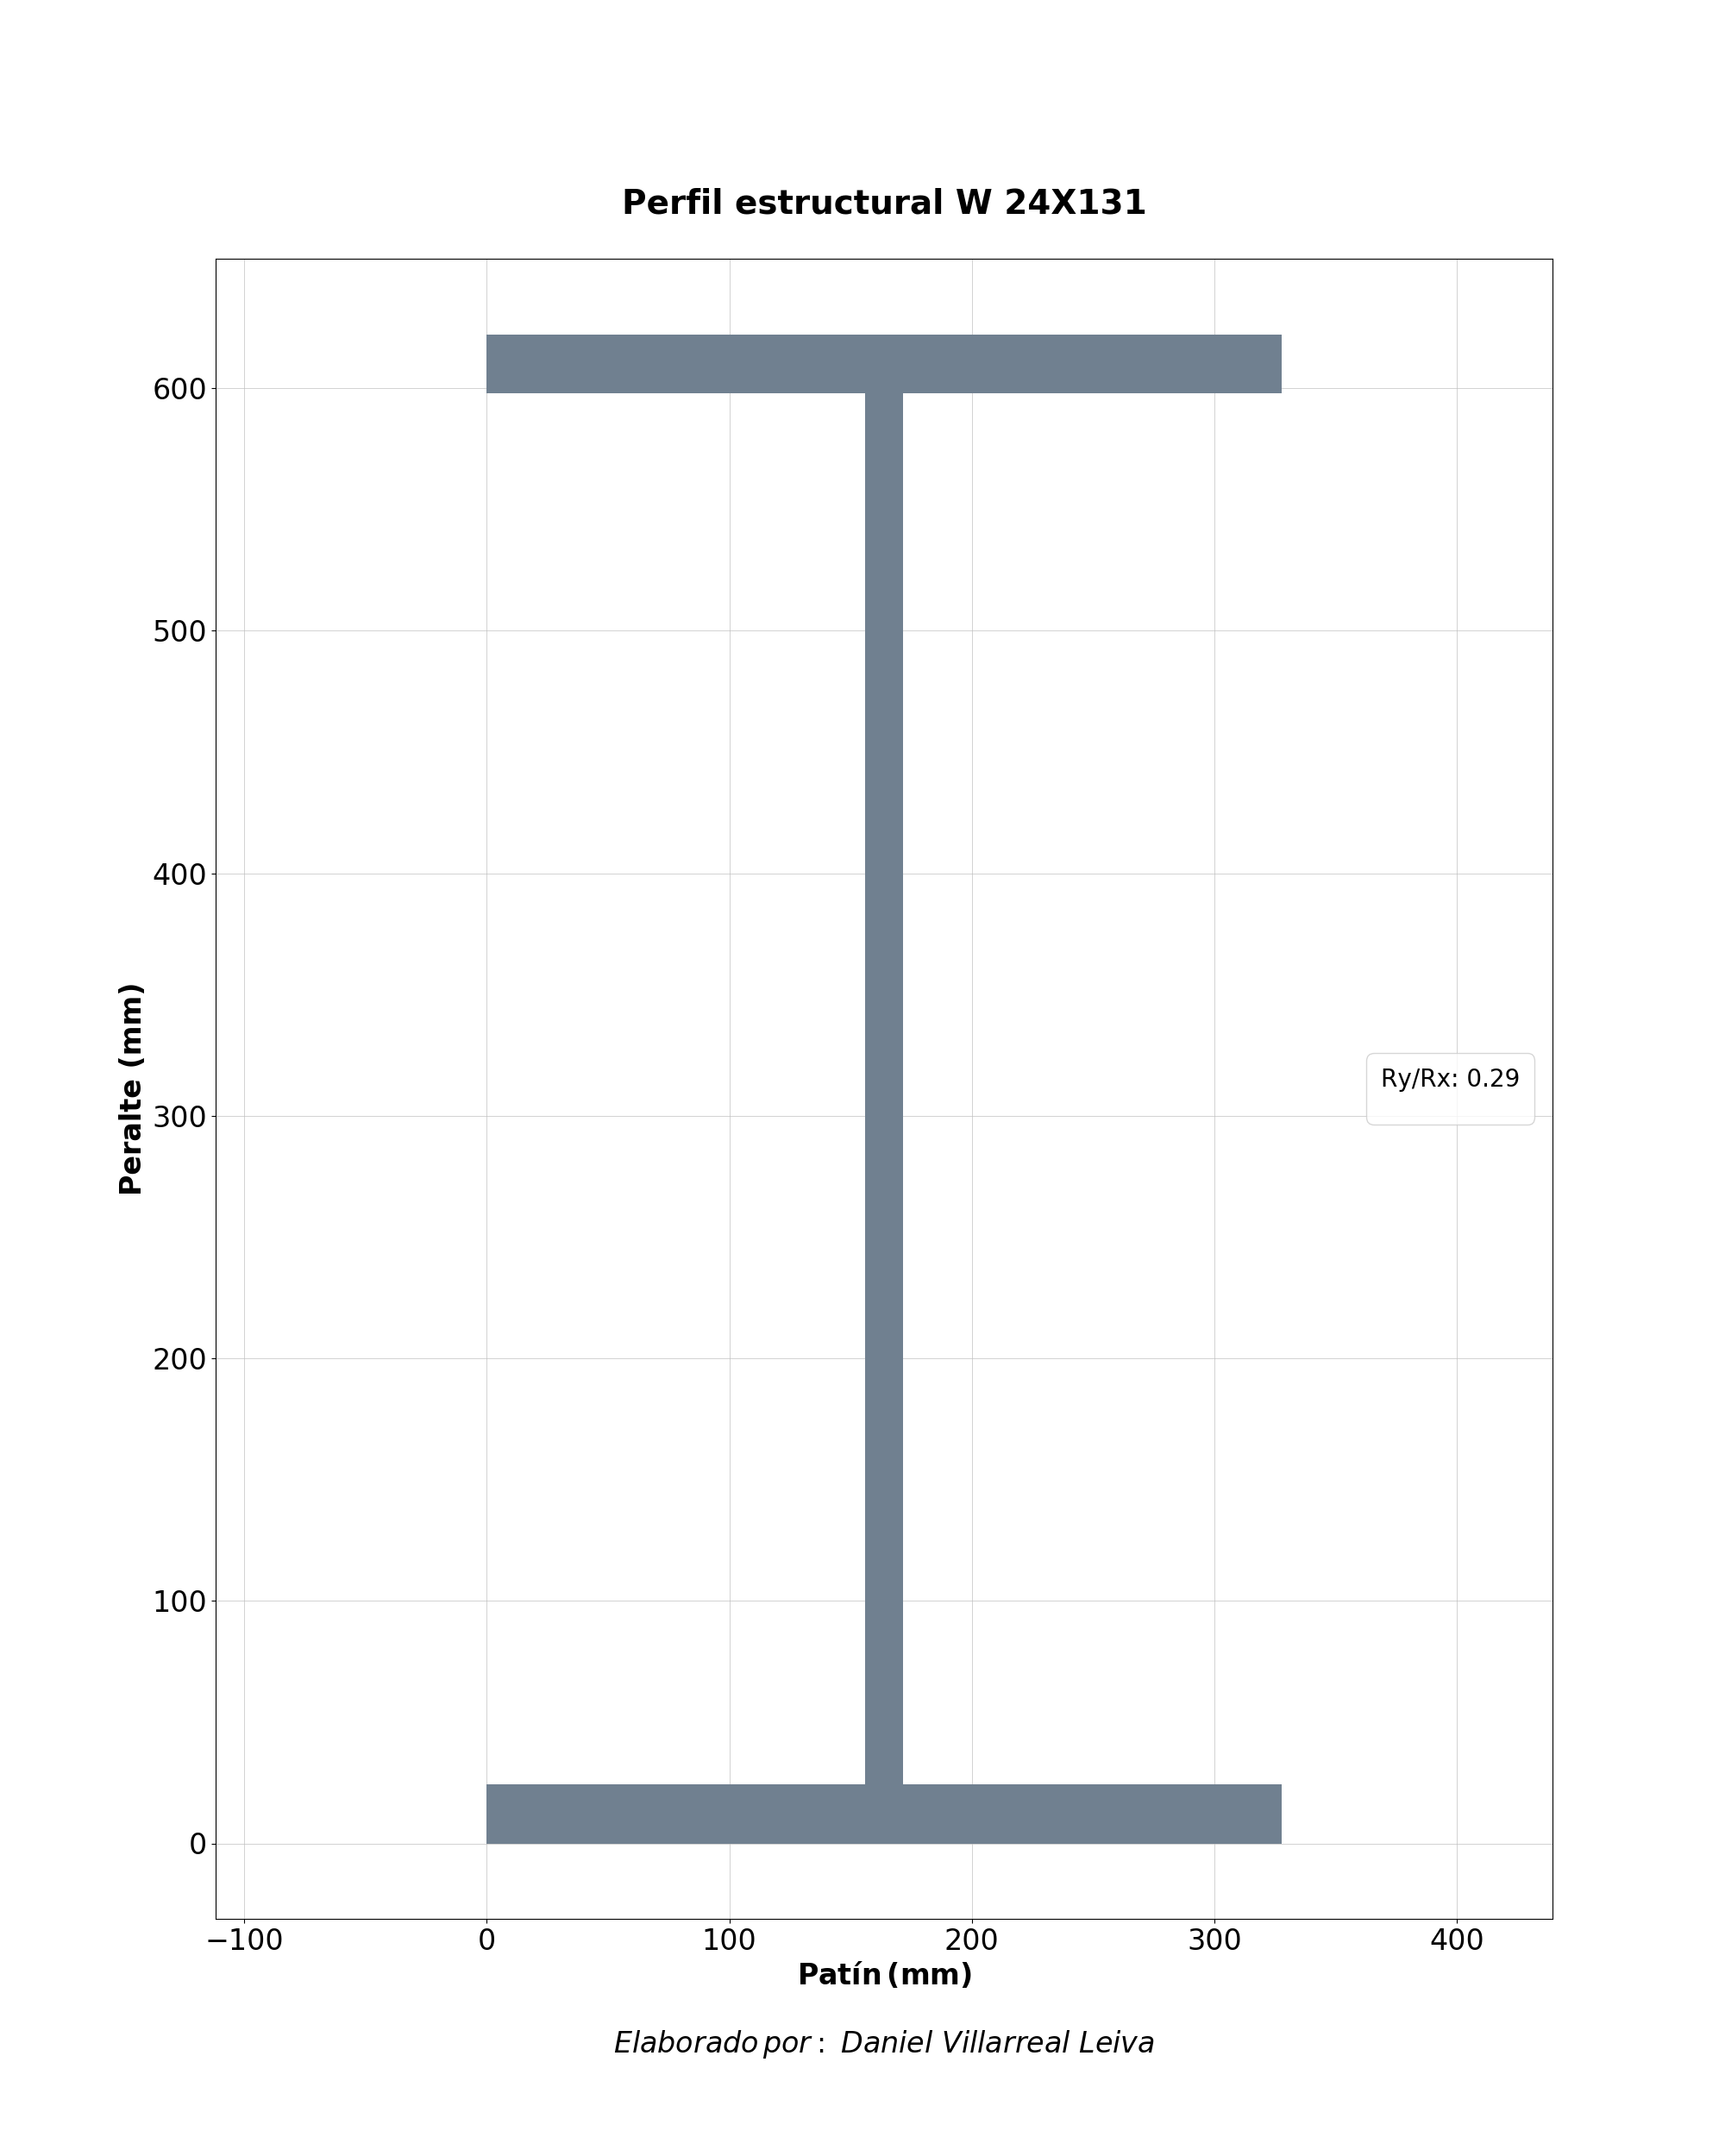 Perfil estructural W 24X131
600
500
400
300
200
100
0
Peralte (mm)
Ry/Rx: 0.29
−100 0 100 200 300 400
Patín (mm)
Elaborado por: Daniel Villarreal Leiva